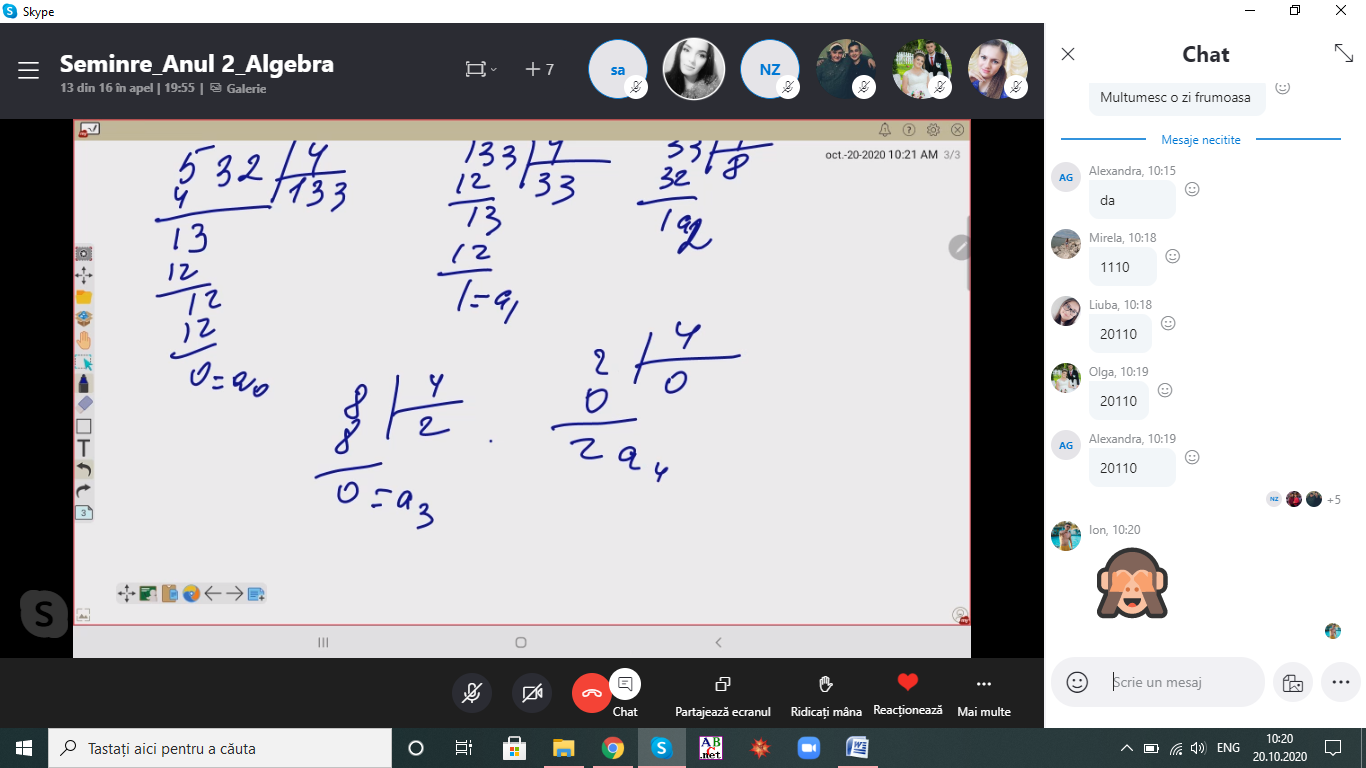 Skype
Seminre_Anul 2_Algebra
13 din 16 în apel | 19:55 | Galerie
+ 7
sa
NZ
oct.-20-2020 10:21 AM 3/3
532 4
4 133
13
12
12
12
0 = a0
133 4
12 33
13
12
1 = a1
33
32 8
1 a2
8 4
8 2
0 = a3
2 4
0 0
2 a4
3
S
Chat
Partajează ecranul
Ridicați mâna
Reacționează
Mai multe
Chat
Multumesc o zi frumoasa
Mesaje necitite
AG
Alexandra, 10:15
da
Mirela, 10:18
1110
Liuba, 10:18
20110
Olga, 10:19
20110
AG
Alexandra, 10:19
20110
NZ +5
Ion, 10:20
Scrie un mesaj
Tastați aici pentru a căuta
ABC.net
ENG
10:20
20.10.2020